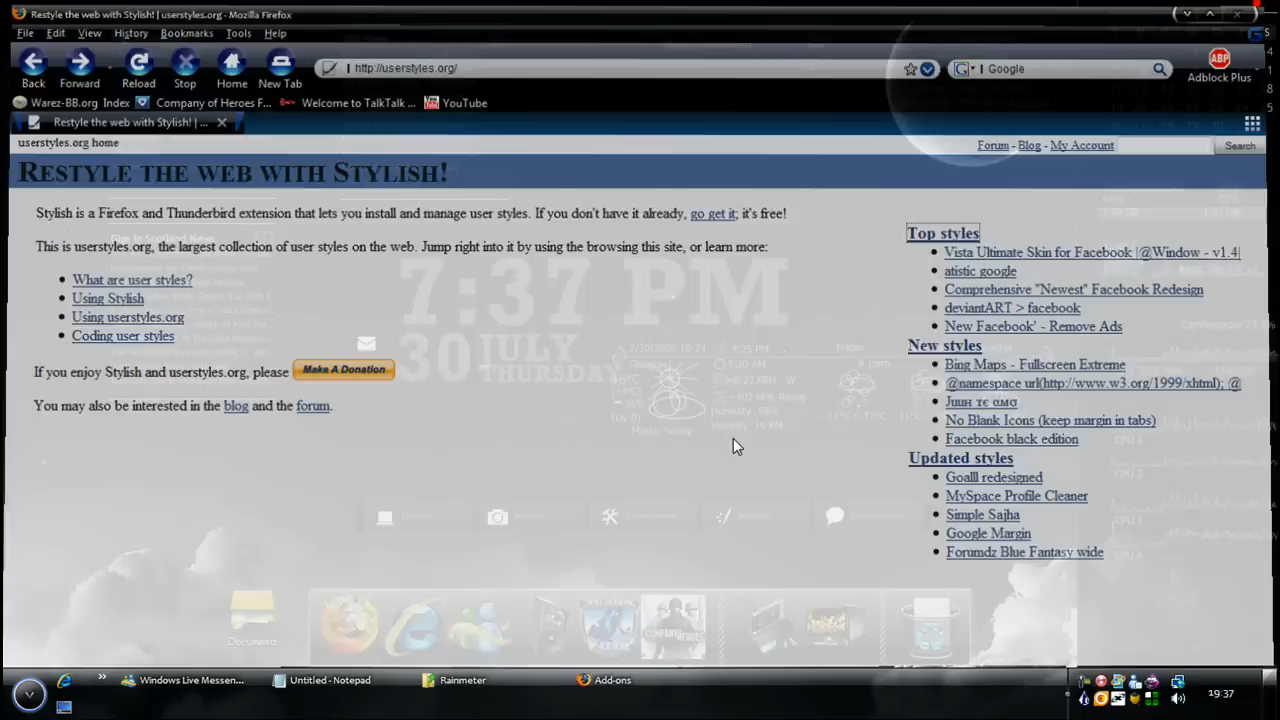 Restyle the web with Stylish! | userstyles.org - Mozilla Firefox
File Edit View History Bookmarks Tools Help
http://userstyles.org/
Google
Back Forward Reload Stop Home New Tab
Adblock Plus
Warez-BB.org Index Company of Heroes F... Welcome to TalkTalk ... YouTube
Restyle the web with Stylish! | ...
userstyles.org home
Forum - Blog - My Account
Search
RESTYLE THE WEB WITH STYLISH!
Stylish is a Firefox and Thunderbird extension that lets you install and manage user styles. If you don't have it already, go get it; it's free!
This is userstyles.org, the largest collection of user styles on the web. Jump right into it by using the browsing this site, or learn more:
What are user styles?
Using Stylish
Using userstyles.org
Coding user styles
If you enjoy Stylish and userstyles.org, please Make A Donation
You may also be interested in the blog and the forum.
Top styles
Vista Ultimate Skin for Facebook |@Window - v1.4|
atistic google
Comprehensive "Newest" Facebook Redesign
deviantART > facebook
New Facebook' - Remove Ads
New styles
Bing Maps - Fullscreen Extreme
@namespace url(http://www.w3.org/1999/xhtml); @
Juuн тε αмσ
No Blank Icons (keep margin in tabs)
Facebook black edition
Updated styles
Goalll redesigned
MySpace Profile Cleaner
Simple Sajha
Google Margin
Forumdz Blue Fantasy wide
7:37 PM
30 JULY
THURSDAY
Friday
Mostly Sunny
Documents
Windows Live Messen... Untitled - Notepad Rainmeter Add-ons
19:37